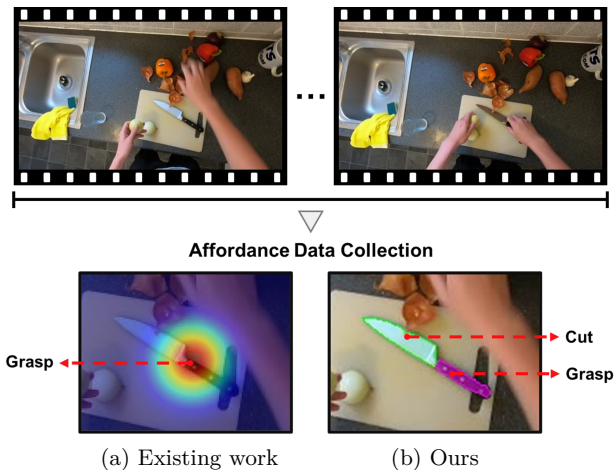 ...
Affordance Data Collection
Grasp
Cut
Grasp
(a) Existing work
(b) Ours